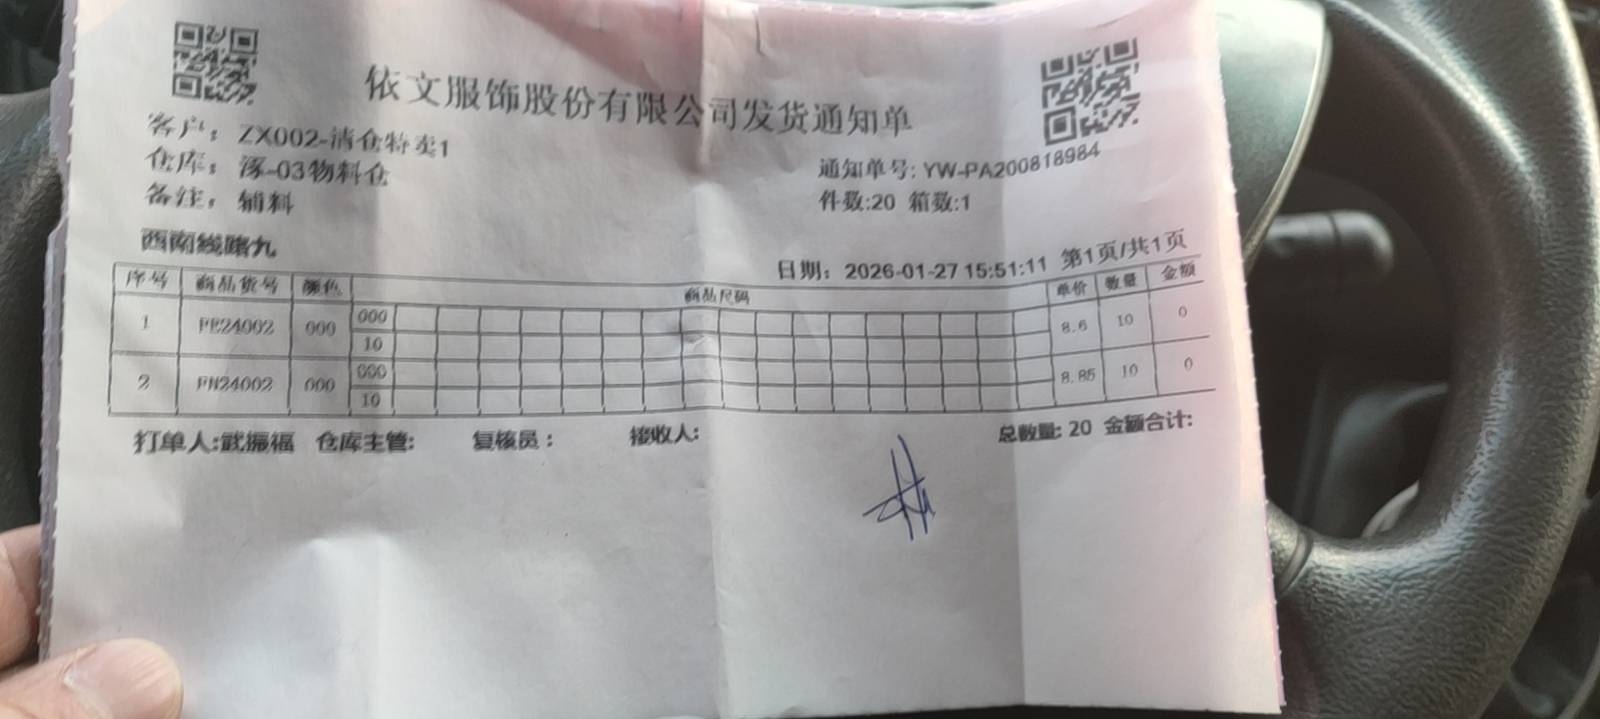 依文服饰股份有限公司发货通知单
客户： ZX002-清仓特卖1
仓库： 涿-03物料仓
通知单号: YW-PA200818984
备注： 辅料
件数:20 箱数:1
西南线路九
日期： 2026-01-27 15:51:11 第1页/共1页
序号 商品货号 颜色 商品尺码 单价 数量 金额
1 PE24002 000 000 8.6 10 0
10
2 PN24002 000 000 8.85 10 0
10
打单人:武振福 仓库主管: 复核员： 接收人: 总数量: 20 金额合计: